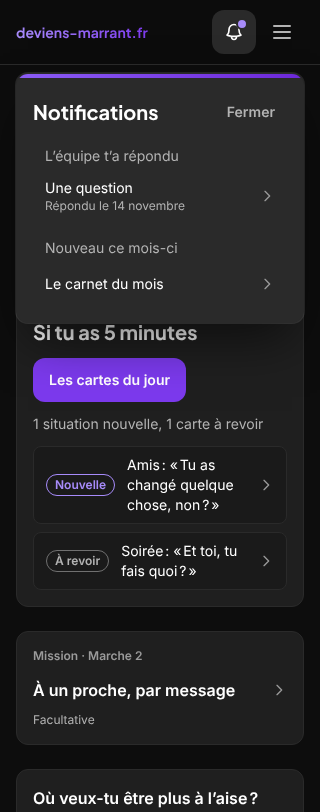 deviens-marrant.fr
Notifications
Fermer
L’équipe t’a répondu
Une question
Répondu le 14 novembre
Nouveau ce mois-ci
Le carnet du mois
Si tu as 5 minutes
Les cartes du jour
1 situation nouvelle, 1 carte à revoir
Nouvelle
Amis : « Tu as
changé quelque
chose, non ? »
À revoir
Soirée : « Et toi, tu
fais quoi ? »
Mission · Marche 2
À un proche, par message
Facultative
Où veux-tu être plus à l’aise ?